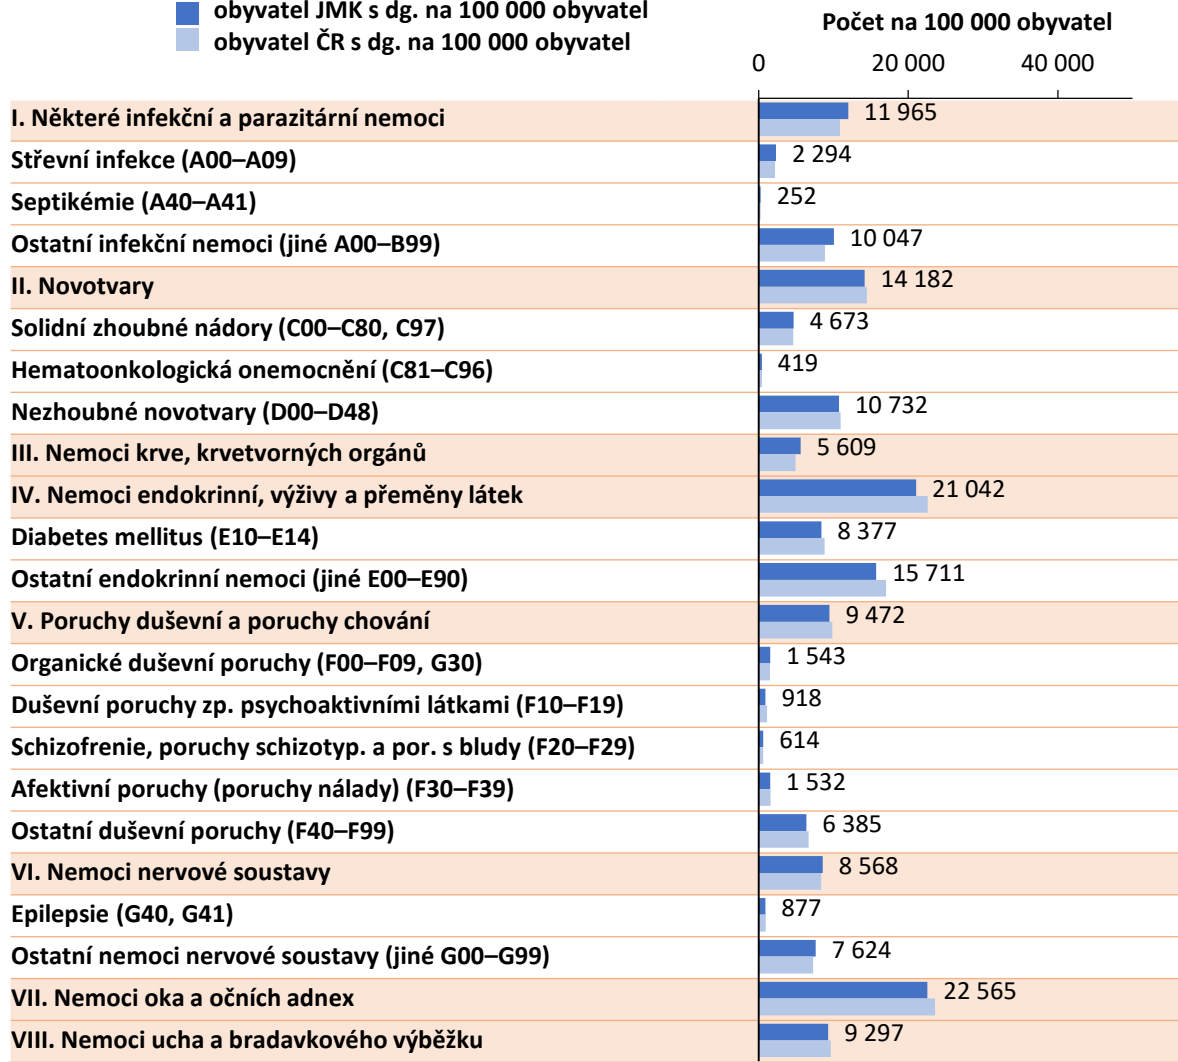 obyvatel JMK s dg. na 100 000 obyvatel
obyvatel ČR s dg. na 100 000 obyvatel
Počet na 100 000 obyvatel
0 20 000 40 000
I. Některé infekční a parazitární nemoci 11 965
Střevní infekce (A00–A09) 2 294
Septikémie (A40–A41) 252
Ostatní infekční nemoci (jiné A00–B99) 10 047
II. Novotvary 14 182
Solidní zhoubné nádory (C00–C80, C97) 4 673
Hematoonkologická onemocnění (C81–C96) 419
Nezhoubné novotvary (D00–D48) 10 732
III. Nemoci krve, krvetvorných orgánů 5 609
IV. Nemoci endokrinní, výživy a přeměny látek 21 042
Diabetes mellitus (E10–E14) 8 377
Ostatní endokrinní nemoci (jiné E00–E90) 15 711
V. Poruchy duševní a poruchy chování 9 472
Organické duševní poruchy (F00–F09, G30) 1 543
Duševní poruchy zp. psychoaktivními látkami (F10–F19) 918
Schizofrenie, poruchy schizotyp. a por. s bludy (F20–F29) 614
Afektivní poruchy (poruchy nálady) (F30–F39) 1 532
Ostatní duševní poruchy (F40–F99) 6 385
VI. Nemoci nervové soustavy 8 568
Epilepsie (G40, G41) 877
Ostatní nemoci nervové soustavy (jiné G00–G99) 7 624
VII. Nemoci oka a očních adnex 22 565
VIII. Nemoci ucha a bradavkového výběžku 9 297